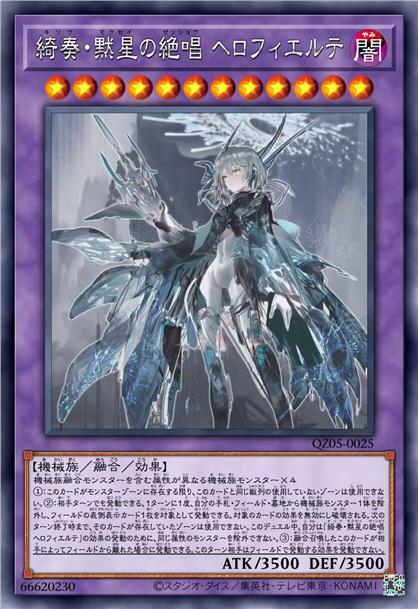 綺奏・黙星の絶唱 ヘロフィエルテ
闇
QZ05-0025
【機械族/融合/効果】
機械族融合モンスターを含む属性が異なる機械族モンスター×4
①:このカードがモンスターゾーンに存在する限り、このカードと同じ縦列の使用していないゾーンは使用できない。
②:相手ターンでも発動できる。1ターンに1度、自分の手札・フィールド・墓地から機械族モンスター1体を除外し、フィールドの表側表示カード1枚を対象として発動できる。対象のカードの効果を無効にし破壊される。次のターン終了時まで、そのカードが存在していたゾーンは使用できない。このデュエル中、自分は「綺奏・黙星の絶唱
ヘロフィエルテ」の効果の発動のために、同じ属性のモンスターを除外できない。③:融合召喚したこのカードが相手によってフィールドから離れた場合に発動できる。このターン相手はフィールドで発動する効果を発動できない。
ATK/3500 DEF/3500
66620230
©スタジオ・ダイス/集英社・テレビ東京・KONAMI